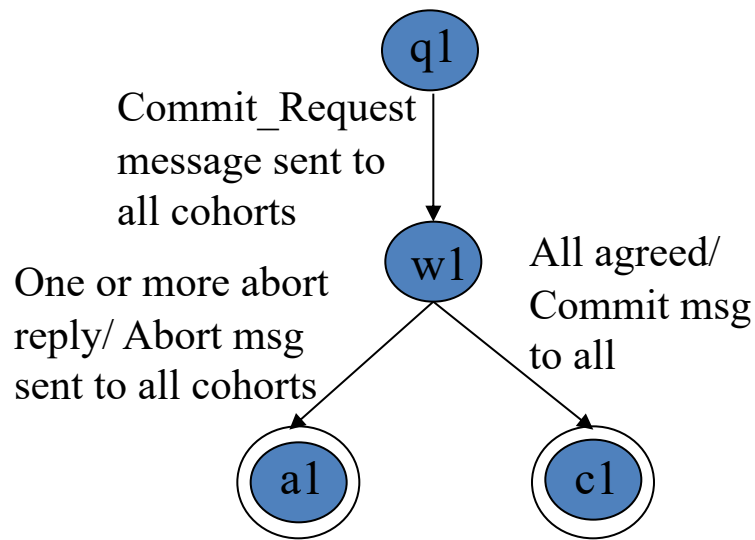 q1
Commit_Request
message sent to
all cohorts
w1
All agreed/
Commit msg
to all
One or more abort
reply/ Abort msg
sent to all cohorts
a1
c1